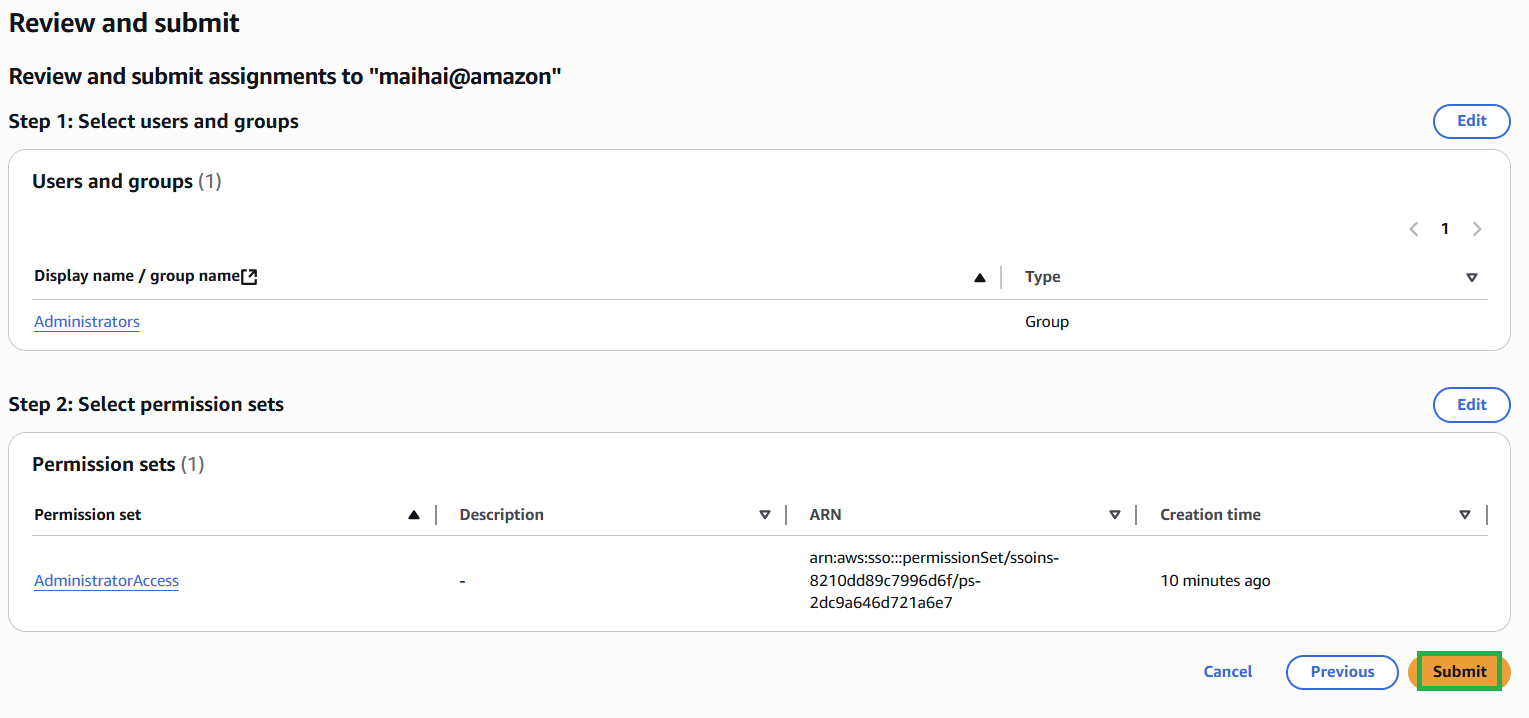 Review and submit
Review and submit assignments to "maihai@amazon"
Step 1: Select users and groups
Edit
Users and groups (1)
1
Display name / group name
Type
Administrators
Group
Step 2: Select permission sets
Edit
Permission sets (1)
Permission set
Description
ARN
Creation time
AdministratorAccess
-
arn:aws:sso:::permissionSet/ssoins-
8210dd89c7996d6f/ps-
2dc9a646d721a6e7
10 minutes ago
Cancel
Previous
Submit